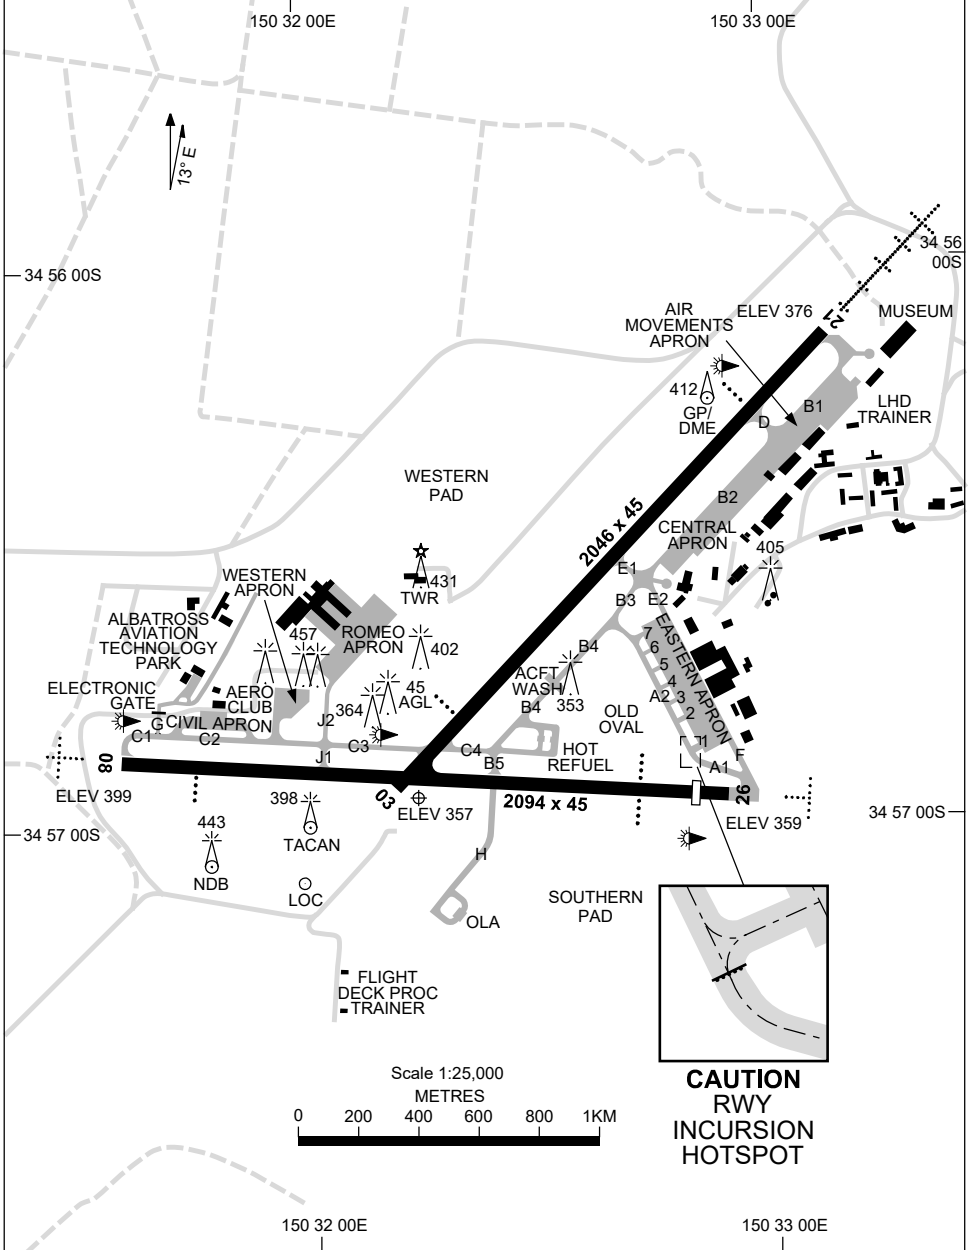 150 32 00E
150 33 00E
13° E
34 56
00S
34 56 00S
AIR
MOVEMENTS
APRON
ELEV 376
21
MUSEUM
412
GP/
DME
D
B1
LHD
TRAINER
WESTERN
PAD
B2
2046 x 45
CENTRAL
APRON
405
E1
431
TWR
WESTERN
APRON
B3
E2
ALBATROSS
AVIATION
TECHNOLOGY
PARK
457
ROMEO
APRON
402
B4
EASTERN APRON
7
6
5
4
3
2
1
ELECTRONIC
GATE
AERO
CLUB
364
45
AGL
ACFT
WASH
353
B4
A2
OLD
OVAL
G
CIVIL APRON
J2
C1
C2
C3
C4
HOT
REFUEL
F
J1
B5
A1
08
ELEV 399
03
ELEV 357
2094 x 45
26
ELEV 359
34 57 00S
34 57 00S
398
TACAN
443
NDB
LOC
H
OLA
SOUTHERN
PAD
FLIGHT
DECK PROC
TRAINER
Scale 1:25,000
METRES
0 200 400 600 800 1KM
CAUTION
RWY
INCURSION
HOTSPOT
150 32 00E
150 33 00E